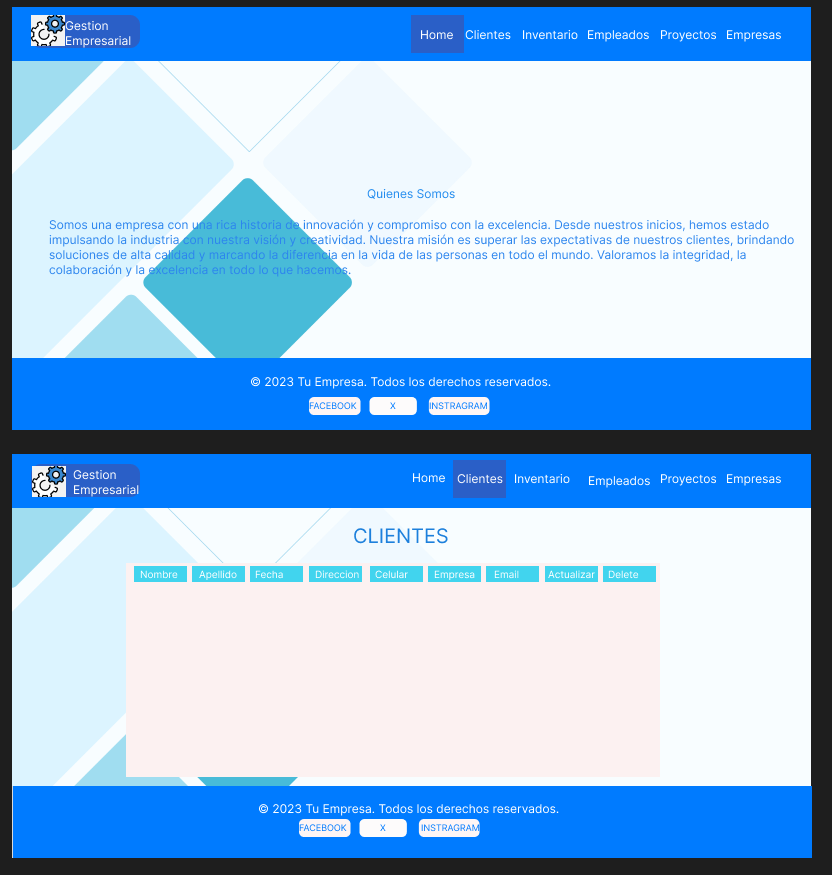 Gestion
Empresarial
Home Clientes Inventario Empleados Proyectos Empresas
Quienes Somos
Somos una empresa con una rica historia de innovación y compromiso con la excelencia. Desde nuestros inicios, hemos estado
impulsando la industria con nuestra visión y creatividad. Nuestra misión es superar las expectativas de nuestros clientes, brindando
soluciones de alta calidad y marcando la diferencia en la vida de las personas en todo el mundo. Valoramos la integridad, la
colaboración y la excelencia en todo lo que hacemos.
© 2023 Tu Empresa. Todos los derechos reservados.
FACEBOOK X INSTRAGRAM
Gestion
Empresarial
Home Clientes Inventario Empleados Proyectos Empresas
CLIENTES
Nombre Apellido Fecha Direccion Celular Empresa Email Actualizar Delete
© 2023 Tu Empresa. Todos los derechos reservados.
FACEBOOK X INSTRAGRAM